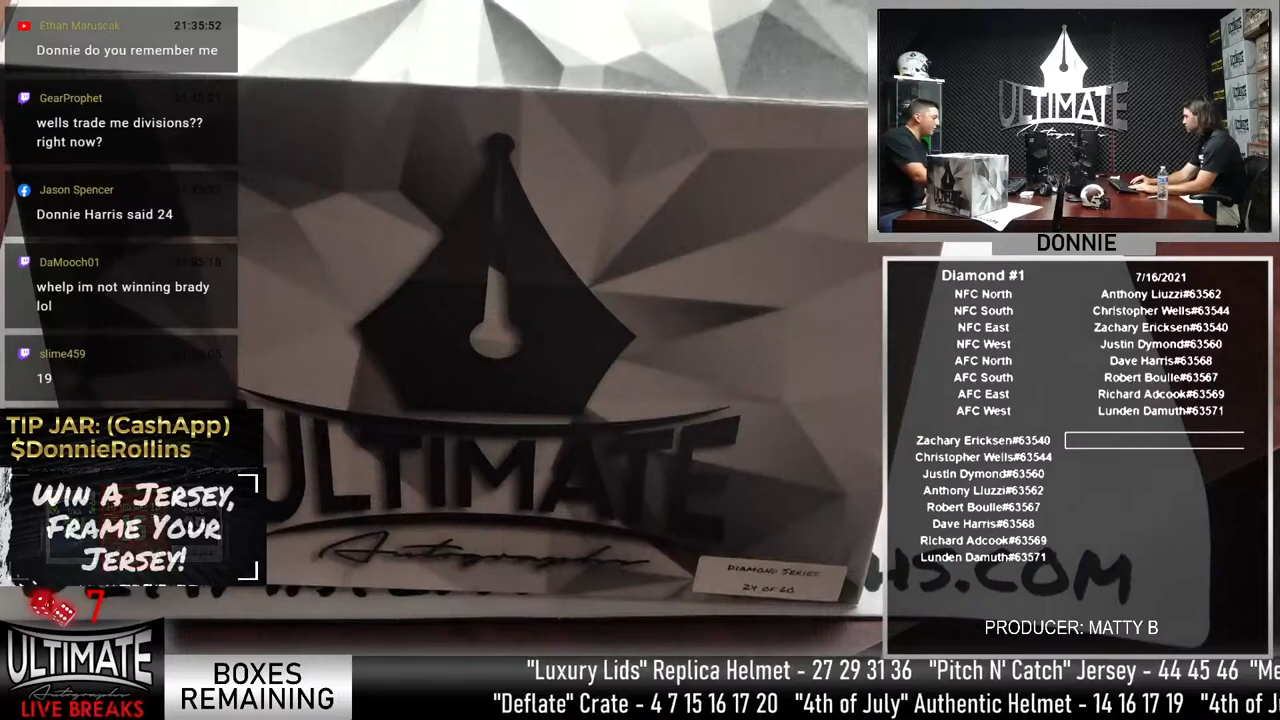 Ethan Maruscak 21:35:52
Donnie do you remember me
GearProphet
wells trade me divisions??
right now?
Jason Spencer
Donnie Harris said 24
DaMooch01
whelp im not winning brady
lol
slime459
19
TIP JAR: (CashApp)
$DonnieRollins
WIN A JERSEY,
FRAME YOUR
JERSEY!
7
ULTIMATE
Autographs
LIVE BREAKS
BOXES
REMAINING
ULTIMATE
Autographs
DIAMOND SERIES
24 OF 60
HS.COM
ULTIMATE
DONNIE
Diamond #1 7/16/2021
NFC North Anthony Liuzzi#63562
NFC South Christopher Wells#63544
NFC East Zachary Ericksen#63540
NFC West Justin Dymond#63560
AFC North Dave Harris#63568
AFC South Robert Boulle#63567
AFC East Richard Adcook#63569
AFC West Lunden Damuth#63571
Zachary Ericksen#63540
Christopher Wells#63544
Justin Dymond#63560
Anthony Liuzzi#63562
Robert Boulle#63567
Dave Harris#63568
Richard Adcook#63569
Lunden Damuth#63571
PRODUCER: MATTY B
"Luxury Lids" Replica Helmet - 27 29 31 36 "Pitch N' Catch" Jersey - 44 45 46 "Me
"Deflate" Crate - 4 7 15 16 17 20 "4th of July" Authentic Helmet - 14 16 17 19 "4th of J